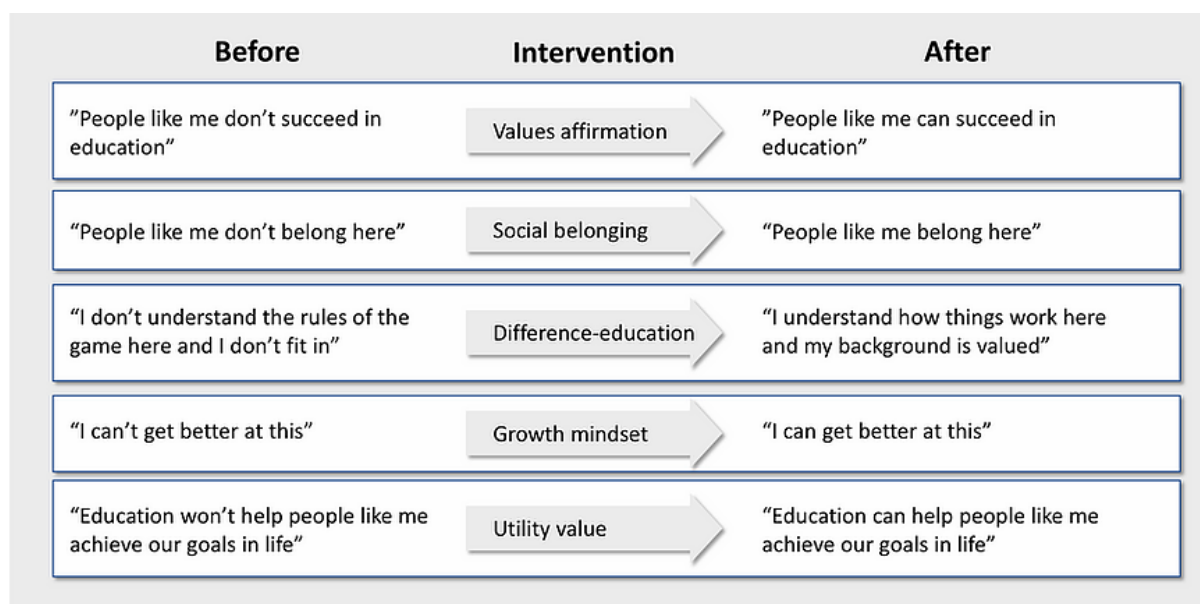 Before Intervention After
”People like me don’t succeed in
education”
Values affirmation
”People like me can succeed in
education”
“People like me don’t belong here”
Social belonging
“People like me belong here”
“I don’t understand the rules of the
game here and I don’t fit in”
Difference-education
“I understand how things work here
and my background is valued”
“I can’t get better at this”
Growth mindset
“I can get better at this”
“Education won’t help people like me
achieve our goals in life”
Utility value
“Education can help people like me
achieve our goals in life”